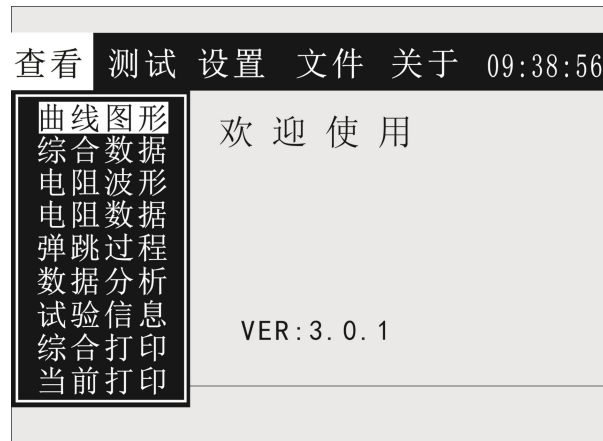 查看 测试 设置 文件 关于 09:38:56
曲线图形
综合数据
电阻波形
电阻数据
弹跳过程
数据分析
试验信息
综合打印
当前打印
欢迎使用
VER:3.0.1